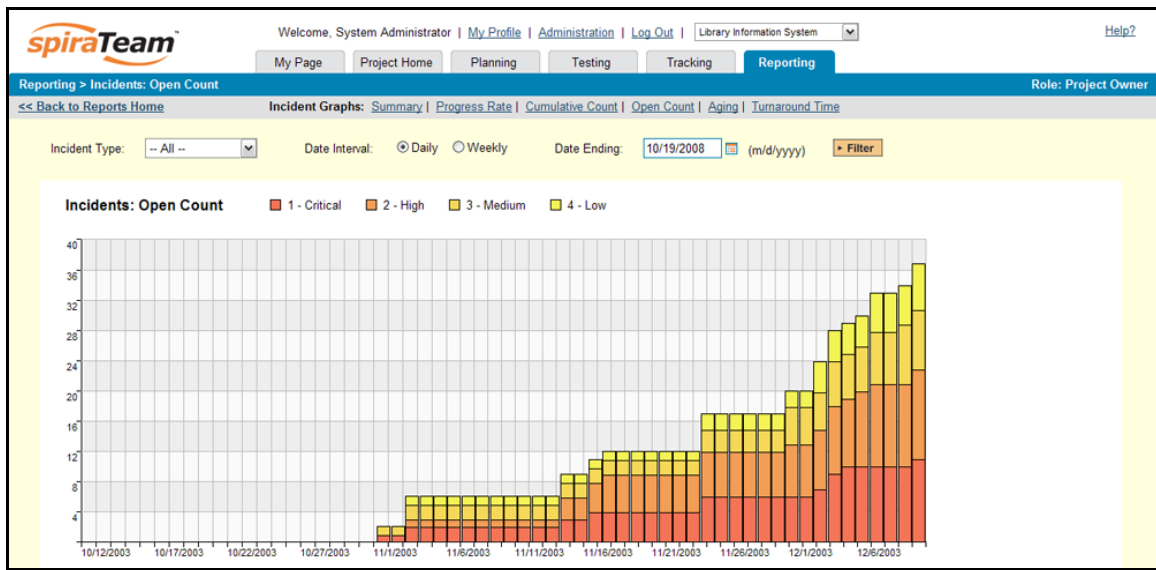 spiraTeam
Welcome, System Administrator | My Profile | Administration | Log Out | Library Information System
Help?
My Page Project Home Planning Testing Tracking Reporting
Reporting > Incidents: Open Count
Role: Project Owner
<< Back to Reports Home
Incident Graphs: Summary | Progress Rate | Cumulative Count | Open Count | Aging | Turnaround Time
Incident Type: -- All -- Date Interval: Daily Weekly Date Ending: 10/19/2008 (m/d/yyyy) Filter
Incidents: Open Count 1 - Critical 2 - High 3 - Medium 4 - Low
40
36
32
28
24
20
16
12
8
4
10/12/2003 10/17/2003 10/22/2003 10/27/2003 11/1/2003 11/6/2003 11/11/2003 11/16/2003 11/21/2003 11/26/2003 12/1/2003 12/6/2003